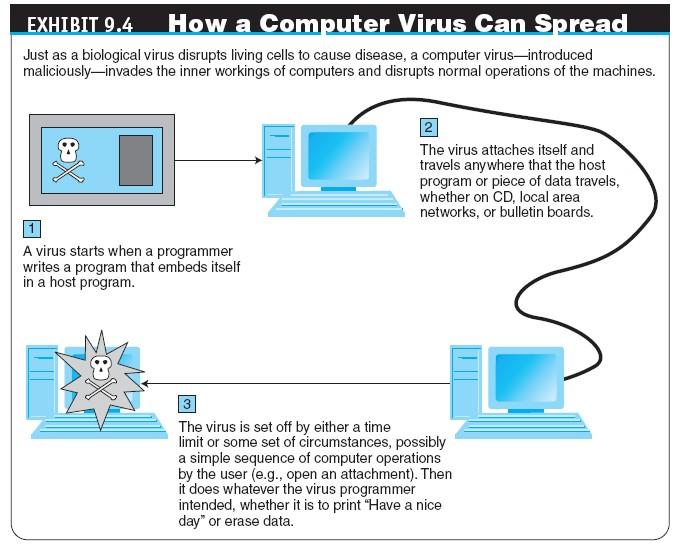 EXHIBIT 9.4 How a Computer Virus Can Spread
Just as a biological virus disrupts living cells to cause disease, a computer virus—introduced
maliciously—invades the inner workings of computers and disrupts normal operations of the machines.
2
The virus attaches itself and
travels anywhere that the host
program or piece of data travels,
whether on CD, local area
networks, or bulletin boards.
1
A virus starts when a programmer
writes a program that embeds itself
in a host program.
3
The virus is set off by either a time
limit or some set of circumstances, possibly
a simple sequence of computer operations
by the user (e.g., open an attachment). Then
it does whatever the virus programmer
intended, whether it is to print “Have a nice
day” or erase data.